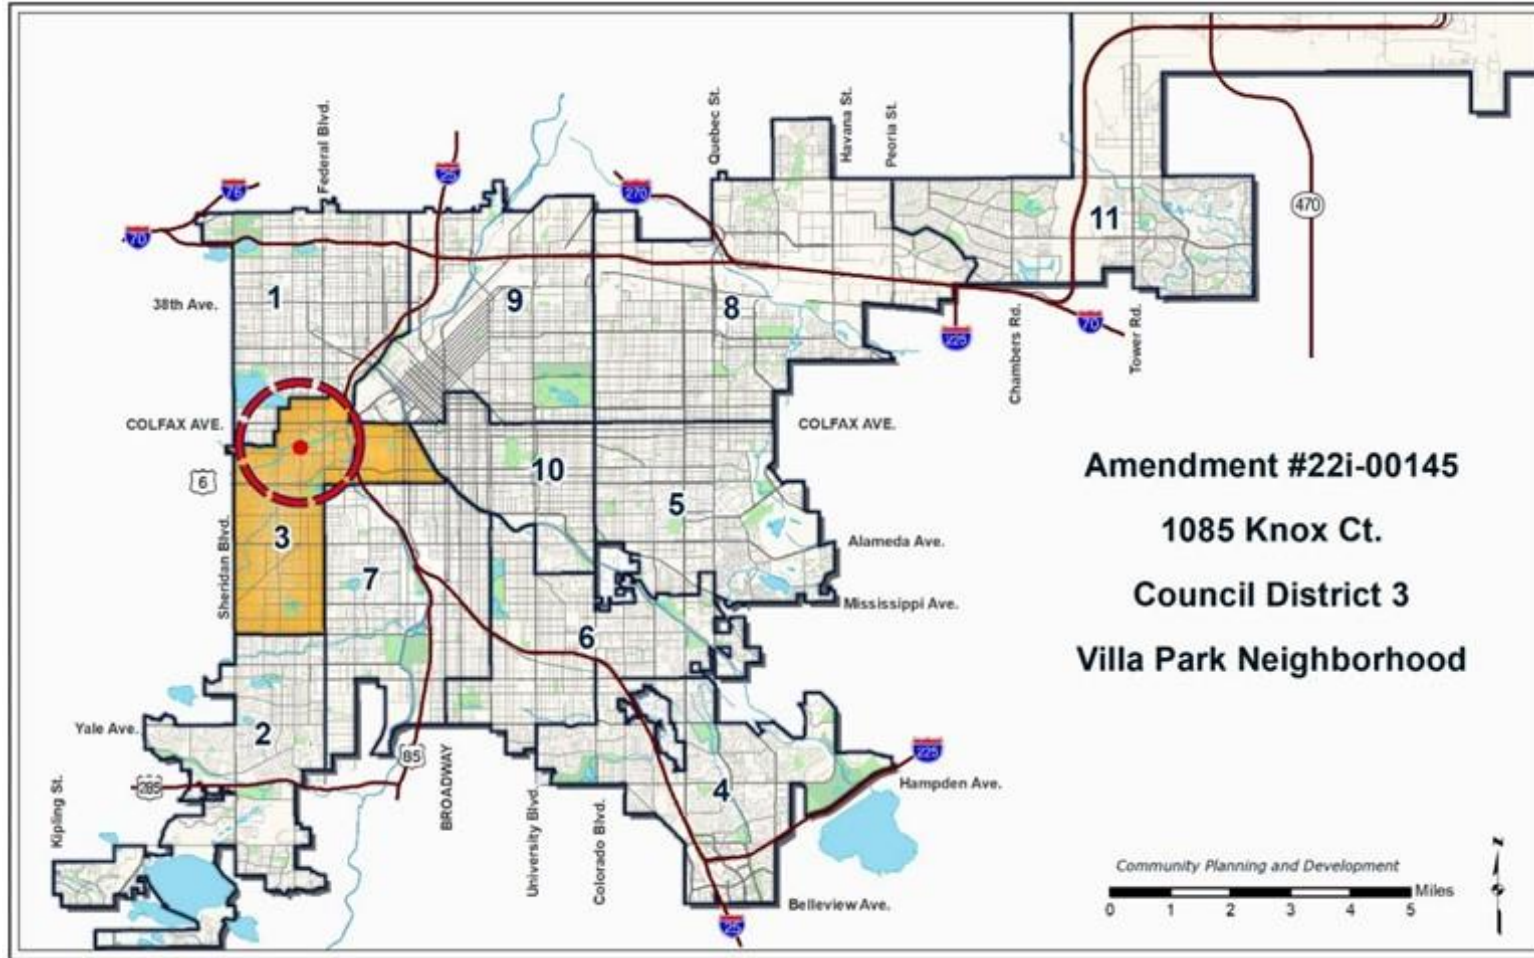 Federal Blvd.
Quebec St.
Havana St.
Peoria St.
76
25
270
70
470
11
38th Ave.
1
9
8
225
70
Chambers Rd.
Tower Rd.
COLFAX AVE.
COLFAX AVE.
6
10
5
3
7
Sheridan Blvd.
Alameda Ave.
Mississippi Ave.
6
Amendment #22i-00145
1085 Knox Ct.
Council District 3
Villa Park Neighborhood
Yale Ave.
2
85
285
BROADWAY
University Blvd.
Colorado Blvd.
4
225
Hampden Ave.
Kipling St.
Belleview Ave.
25
Community Planning and Development
Miles
0 1 2 3 4 5
N